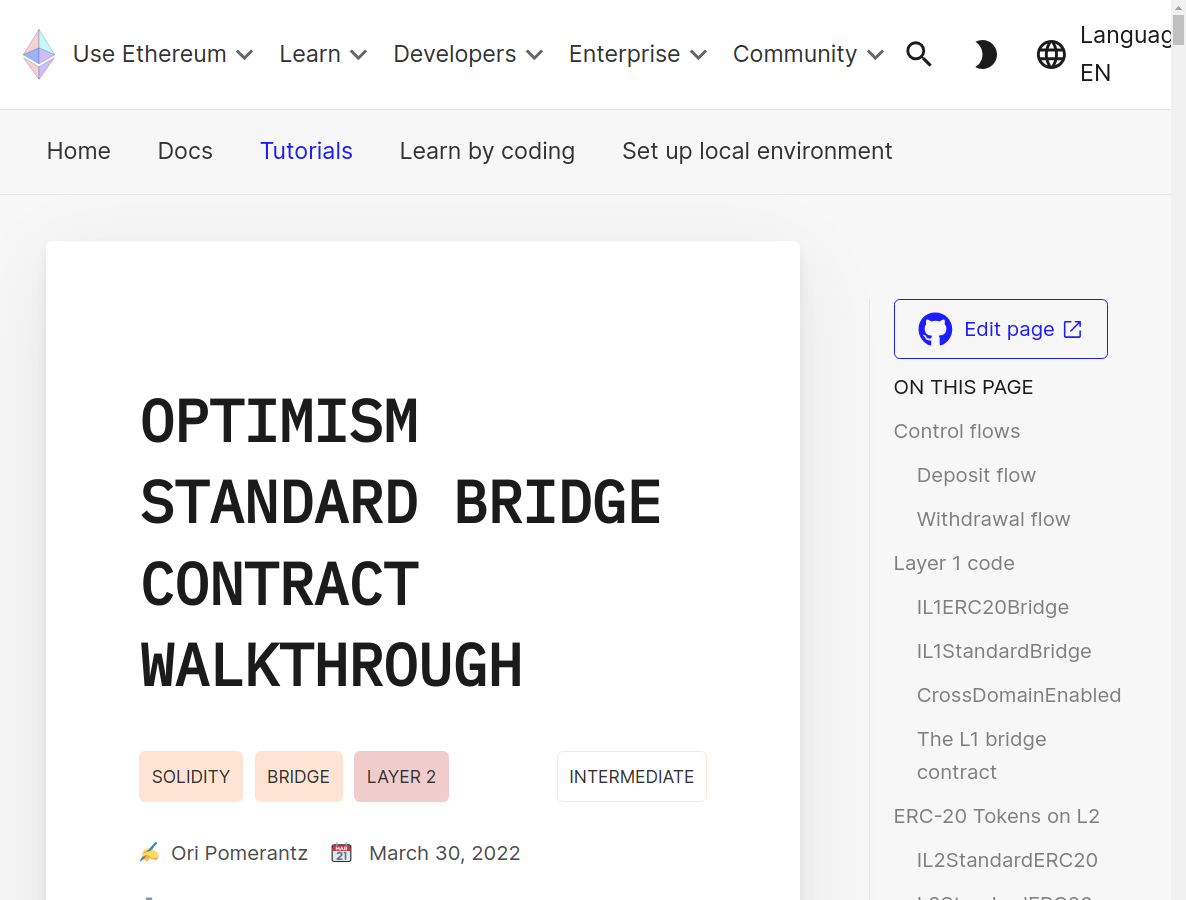 Use Ethereum Learn Developers Enterprise Community Languag
EN
Home Docs Tutorials Learn by coding Set up local environment
OPTIMISM
STANDARD BRIDGE
CONTRACT
WALKTHROUGH
SOLIDITY BRIDGE LAYER 2 INTERMEDIATE
✍️ Ori Pomerantz 📆 March 30, 2022
Edit page
ON THIS PAGE
Control flows
Deposit flow
Withdrawal flow
Layer 1 code
IL1ERC20Bridge
IL1StandardBridge
CrossDomainEnabled
The L1 bridge
contract
ERC-20 Tokens on L2
IL2StandardERC20